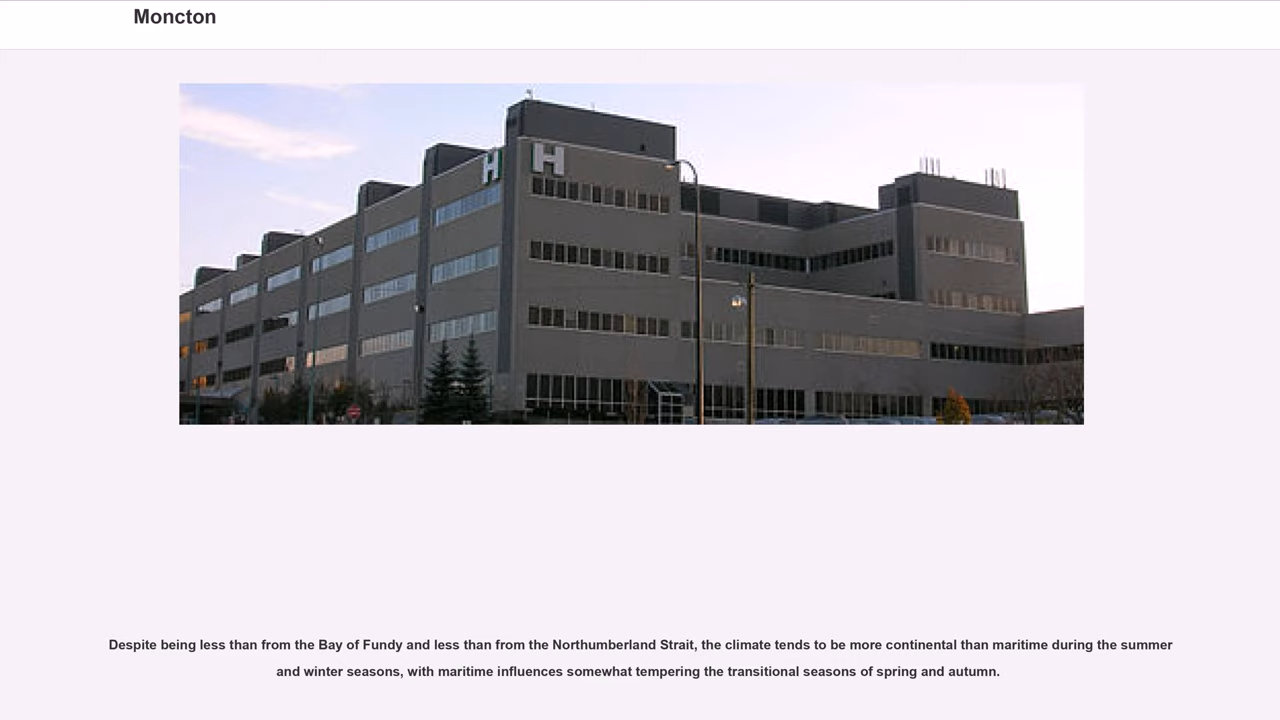 Moncton
H H
Despite being less than from the Bay of Fundy and less than from the Northumberland Strait, the climate tends to be more continental than maritime during the summer
and winter seasons, with maritime influences somewhat tempering the transitional seasons of spring and autumn.